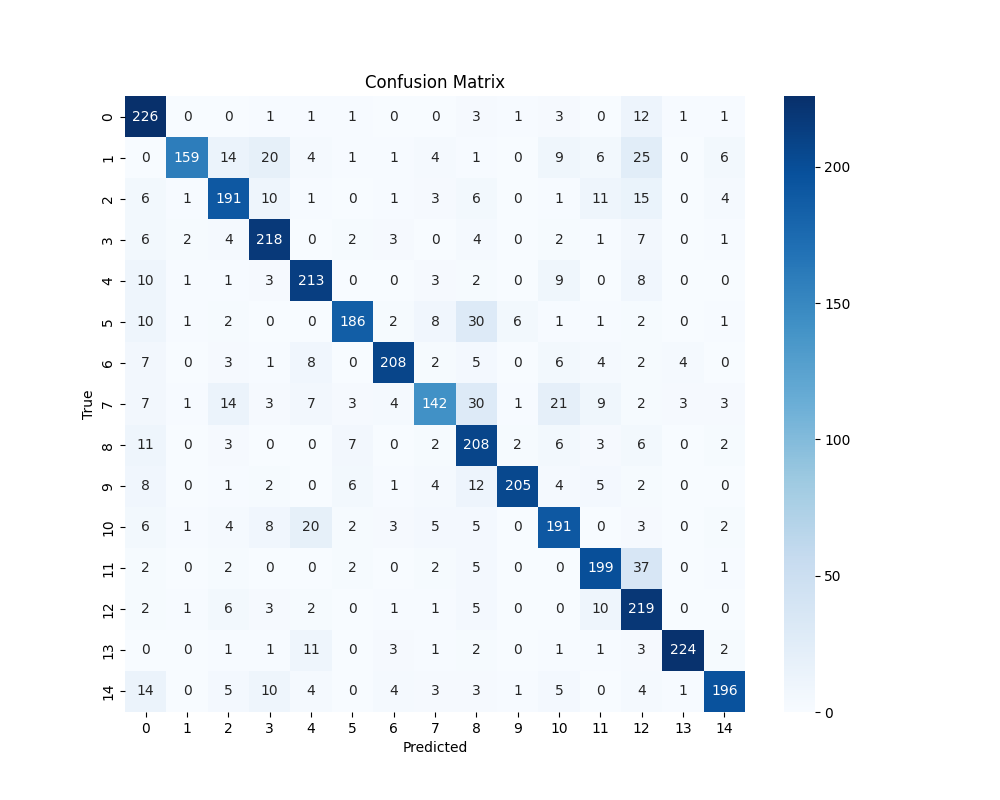 Confusion Matrix
0 226 0 0 1 1 1 0 0 3 1 3 0 12 1 1
1 0 159 14 20 4 1 1 4 1 0 9 6 25 0 6
2 6 1 191 10 1 0 1 3 6 0 1 11 15 0 4
3 6 2 4 218 0 2 3 0 4 0 2 1 7 0 1
4 10 1 1 3 213 0 0 3 2 0 9 0 8 0 0
5 10 1 2 0 0 186 2 8 30 6 1 1 2 0 1
6 7 0 3 1 8 0 208 2 5 0 6 4 2 4 0
7 7 1 14 3 7 3 4 142 30 1 21 9 2 3 3
8 11 0 3 0 0 7 0 2 208 2 6 3 6 0 2
9 8 0 1 2 0 6 1 4 12 205 4 5 2 0 0
10 6 1 4 8 20 2 3 5 5 0 191 0 3 0 2
11 2 0 2 0 0 2 0 2 5 0 0 199 37 0 1
12 2 1 6 3 2 0 1 1 5 0 0 10 219 0 0
13 0 0 1 1 11 0 3 1 2 0 1 1 3 224 2
14 14 0 5 10 4 0 4 3 3 1 5 0 4 1 196
0 1 2 3 4 5 6 7 8 9 10 11 12 13 14
Predicted
True
200
150
100
50
0